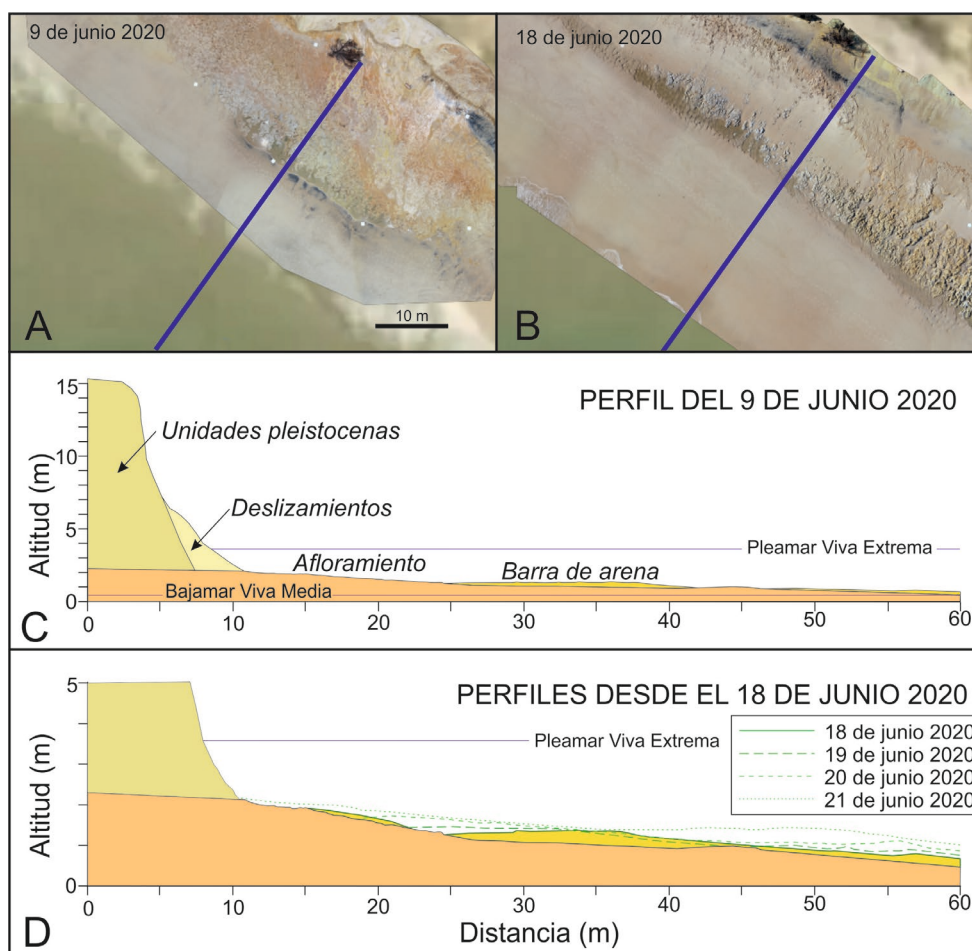 9 de junio 2020
18 de junio 2020
A
10 m
B
PERFIL DEL 9 DE JUNIO 2020
Altitud (m)
15
10
5
0
Unidades pleistocenas
Deslizamientos
Pleamar Viva Extrema
Afloramiento
Barra de arena
Bajamar Viva Media
0 10 20 30 40 50 60
C
PERFILES DESDE EL 18 DE JUNIO 2020
Altitud (m)
5
0
Pleamar Viva Extrema
18 de junio 2020
19 de junio 2020
20 de junio 2020
21 de junio 2020
0 10 20 30 40 50 60
Distancia (m)
D